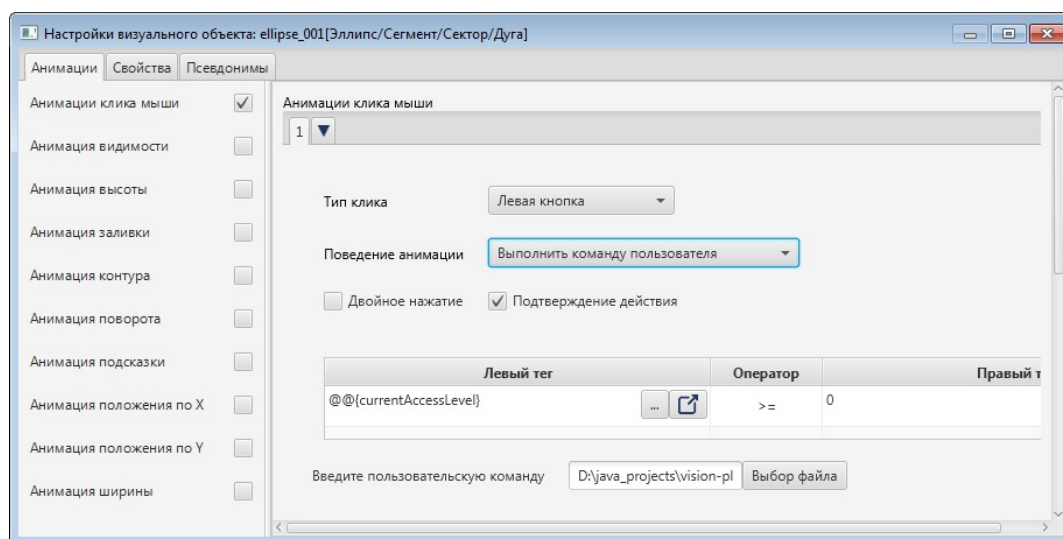 Настройки визуального объекта: ellipse_001[Эллипс/Сегмент/Сектор/Дуга]
Анимации Свойства Псевдонимы
Анимации клика мыши
Анимация видимости
Анимация высоты
Анимация заливки
Анимация контура
Анимация поворота
Анимация подсказки
Анимация положения по X
Анимация положения по Y
Анимация ширины
Анимации клика мыши
1
Тип клика Левая кнопка
Поведение анимации Выполнить команду пользователя
Двойное нажатие Подтверждение действия
Левый тег Оператор Правый т
@@{currentAccessLevel} ... >= 0
Введите пользовательскую команду D:\java_projects\vision-pl Выбор файла